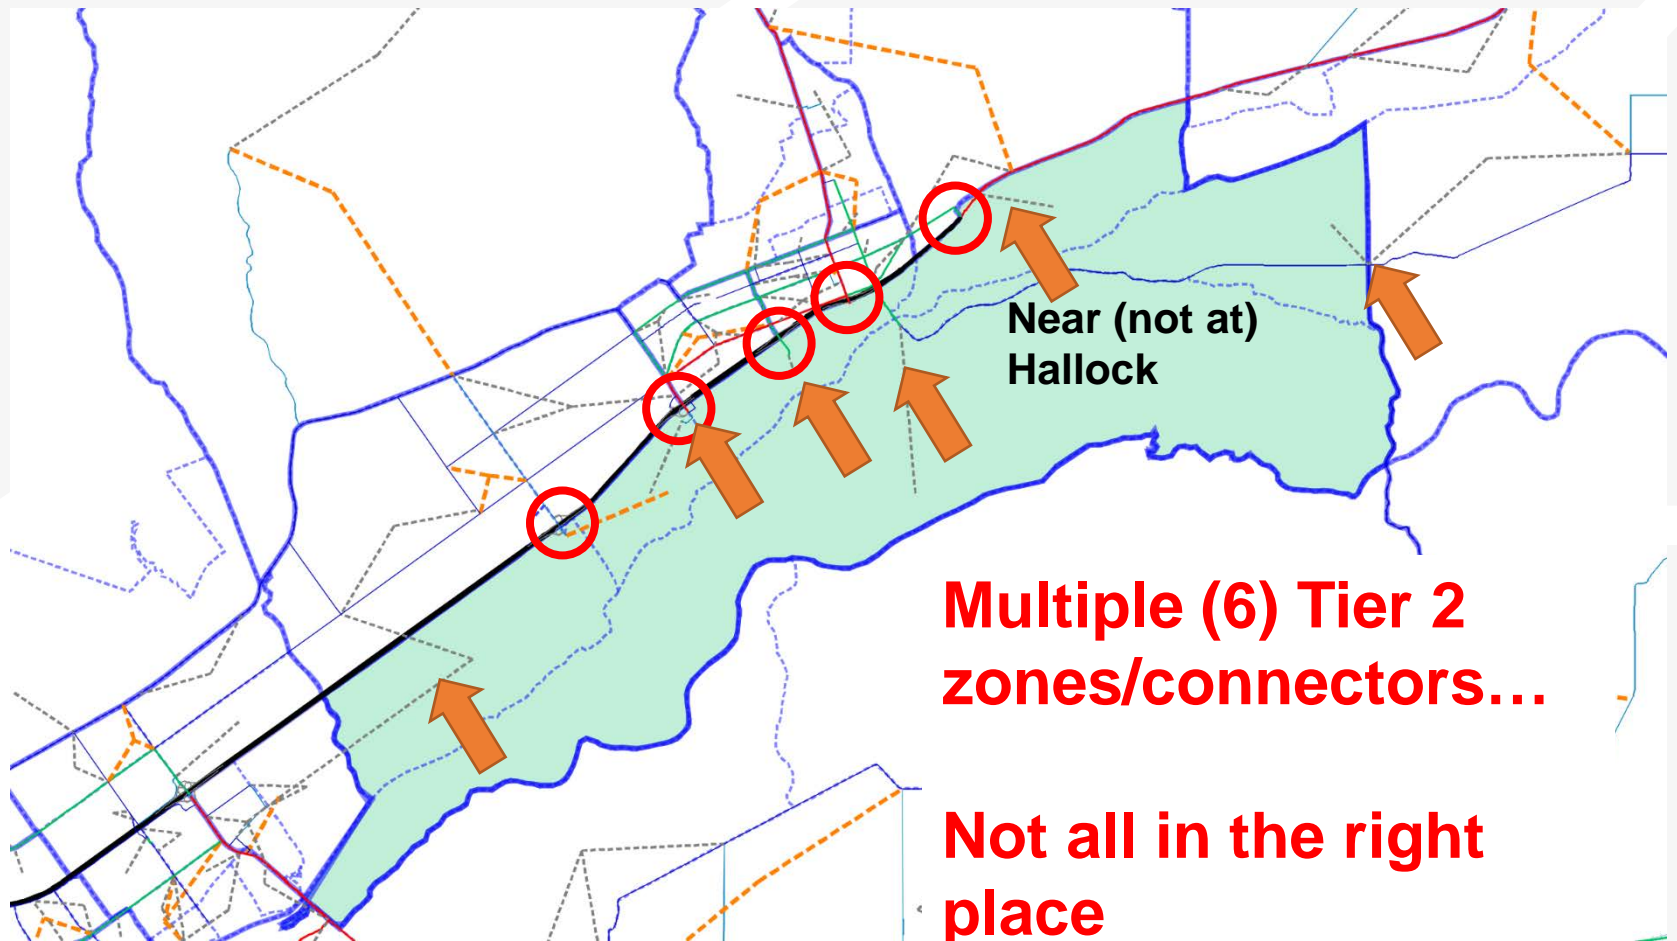 Near (not at)
Hallock
Multiple (6) Tier 2
zones/connectors…
Not all in the right
place